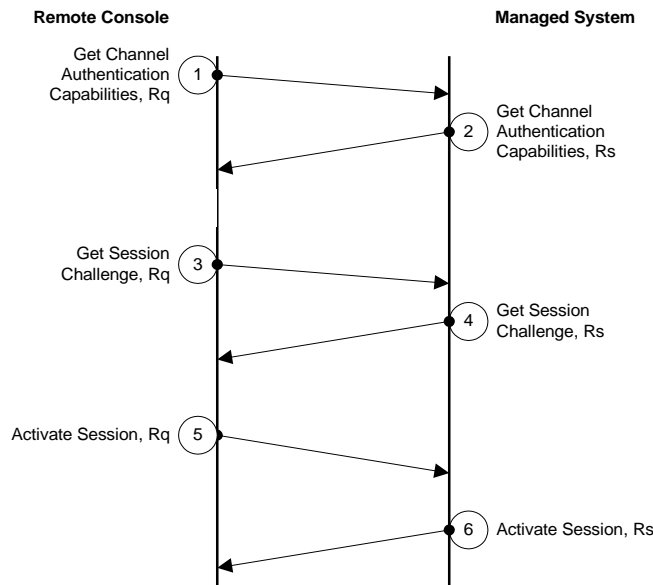 Remote Console
Managed System
Get Channel
Authentication
Capabilities, Rq
1
2
Get Channel
Authentication
Capabilities, Rs
Get Session
Challenge, Rq
3
4
Get Session
Challenge, Rs
Activate Session, Rq
5
6
Activate Session, Rs